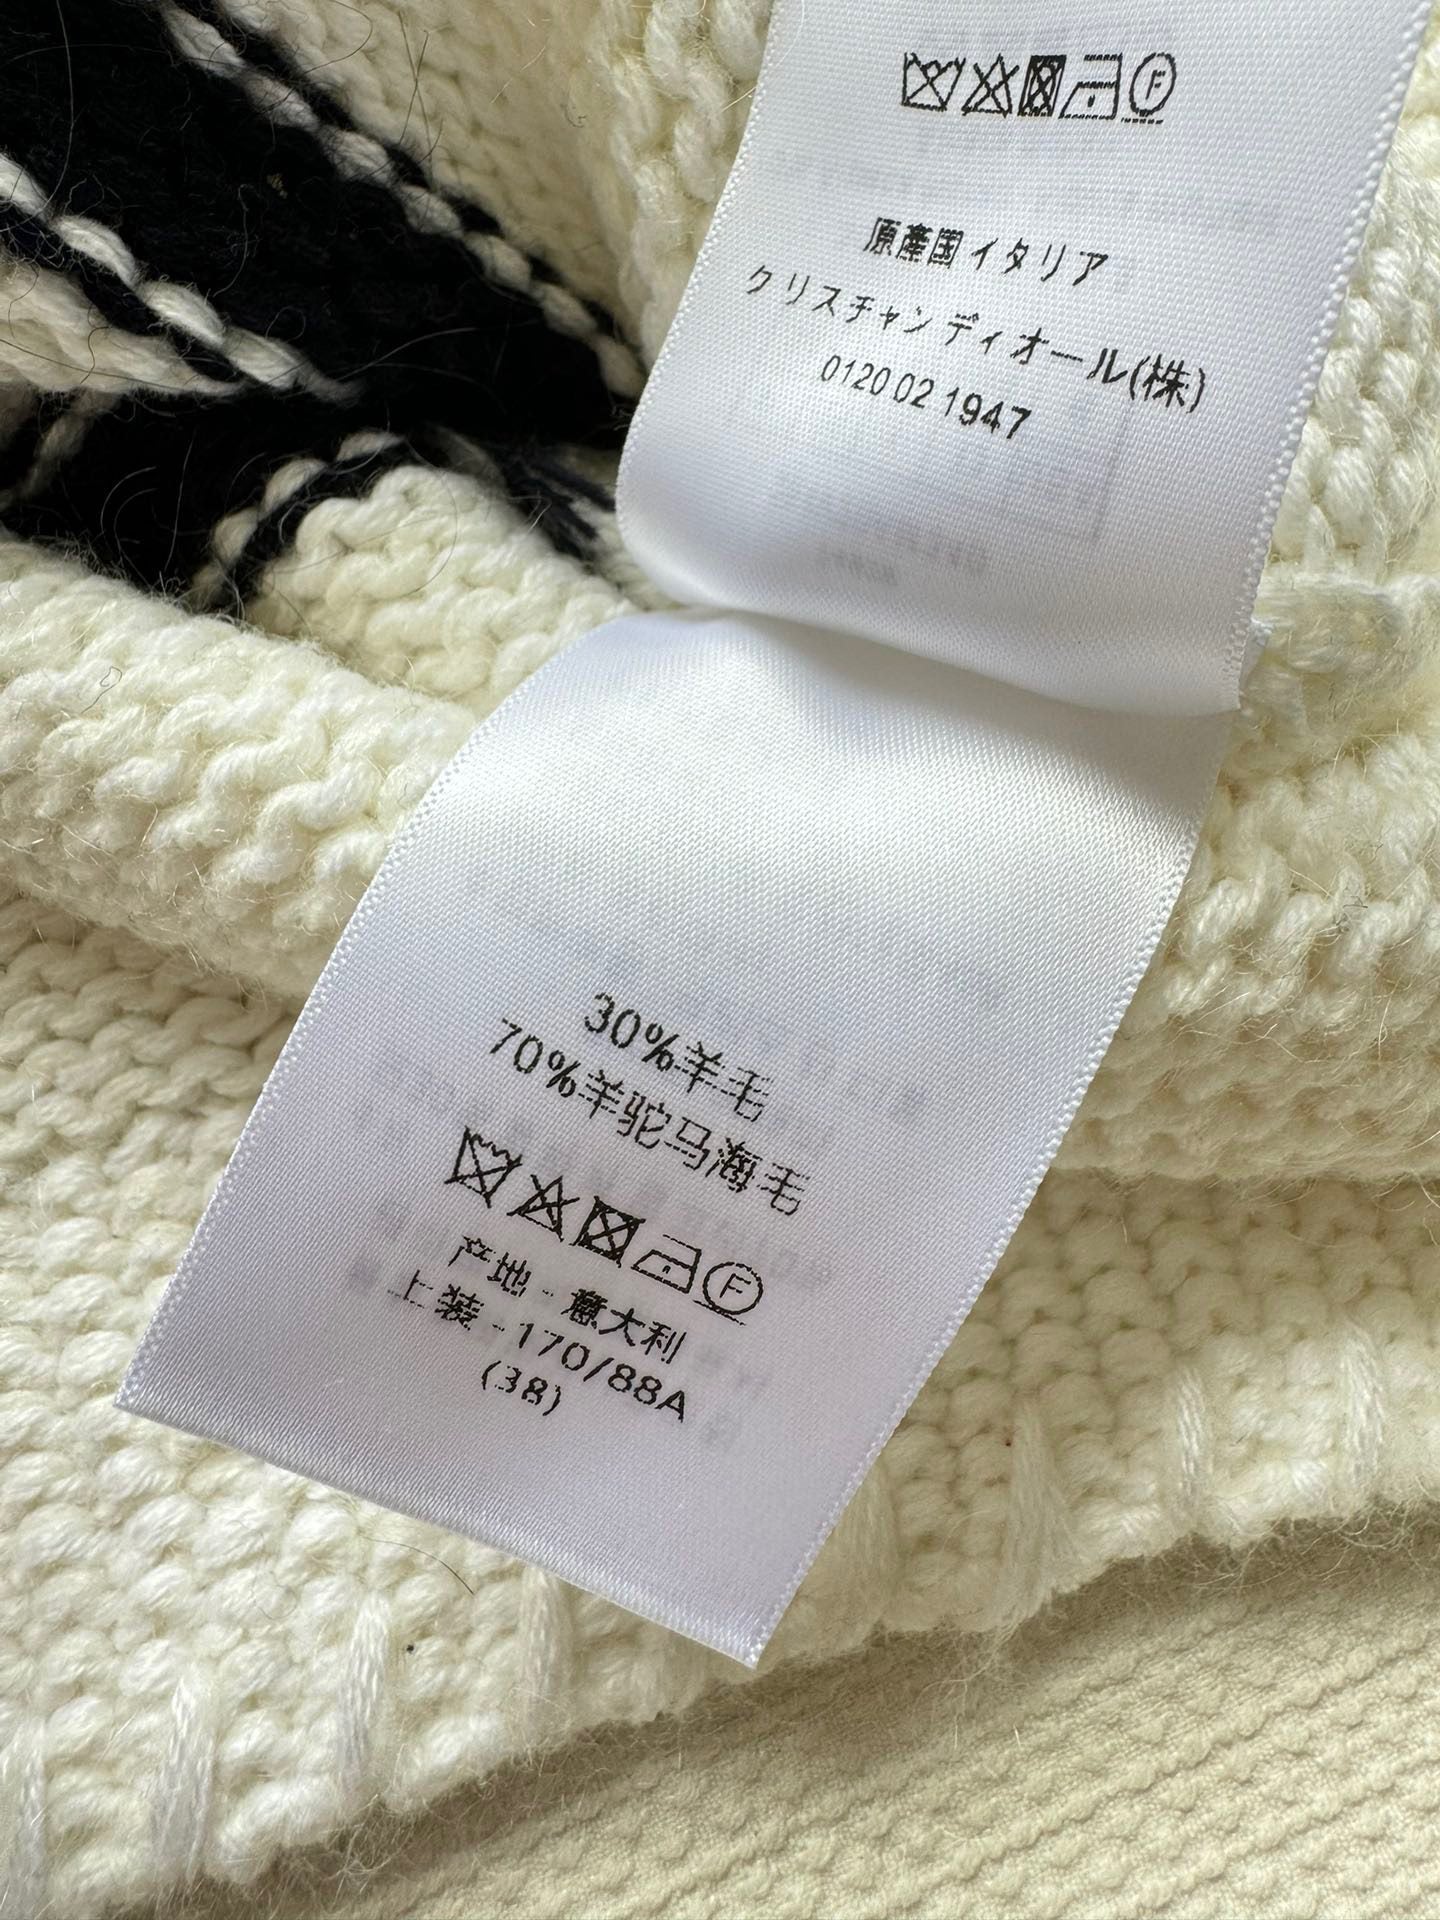 原産国イタリア
クリスチャンディオール(株)
0120 02 1947
30%羊毛
70%羊驼马海毛
F
产地 - 意大利
上装 - 170/88A
(38)